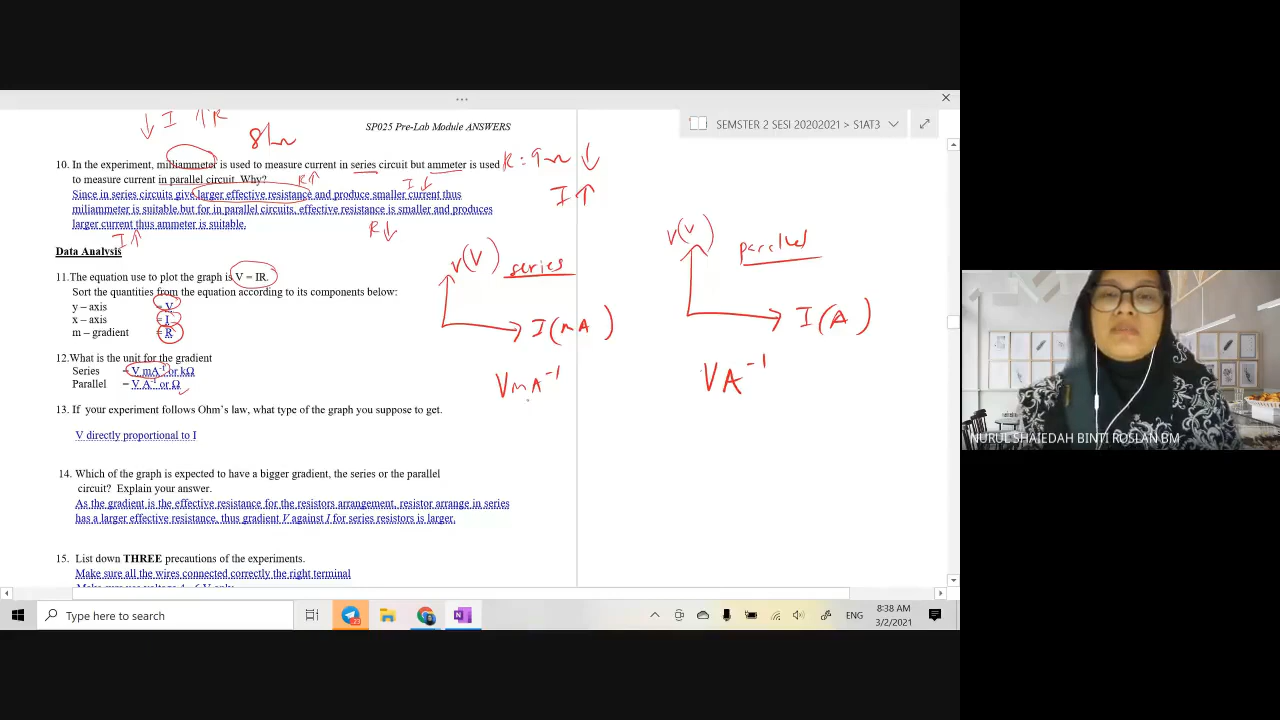 SP025 Pre-Lab Module ANSWERS
SEMSTER 2 SESI 20202021 > S1AT3
↓ I ↑ R
10. In the experiment, milliammeter is used to measure current in series circuit but ammeter is used
to measure current in parallel circuit. Why?
R↑
I↓
Since in series circuits give larger effective resistance and produce smaller current thus
miliammeter is suitable but for in parallel circuits, effective resistance is smaller and produces
larger current thus ammeter is suitable.
I ↑
R↓
I ↑
Data Analysis
11. The equation use to plot the graph is V = IR.
Sort the quantities from the equation according to its components below:
y – axis = V
x – axis = I
m – gradient = R
V(V) series
I (mA)
V mA⁻¹
V(V) parallel
I (A)
VA⁻¹
12. What is the unit for the gradient
Series = V mA⁻¹ or kΩ
Parallel = V A⁻¹ or Ω
13. If your experiment follows Ohm's law, what type of the graph you suppose to get.
V directly proportional to I
14. Which of the graph is expected to have a bigger gradient, the series or the parallel
circuit? Explain your answer.
As the gradient is the effective resistance for the resistors arrangement, resistor arrange in series
has a larger effective resistance, thus gradient V against I for series resistors is larger.
15. List down THREE precautions of the experiments.
Make sure all the wires connected correctly the right terminal
NURUL SHAIEDAH BINTI ROSLAN BM
Type here to search
ENG
8:38 AM
3/2/2021